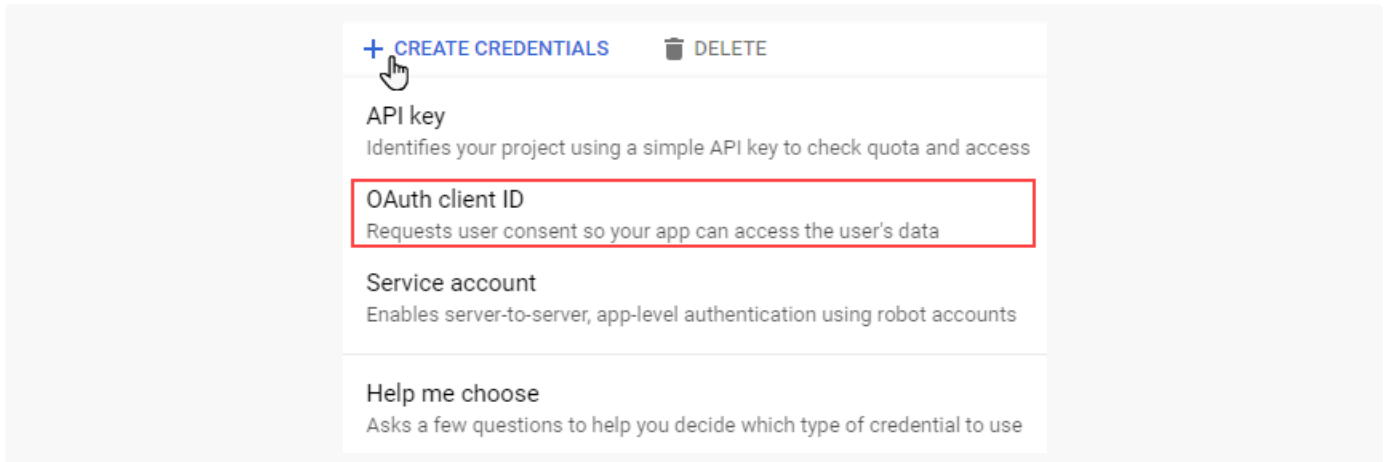 + CREATE CREDENTIALS DELETE
API key
Identifies your project using a simple API key to check quota and access
OAuth client ID
Requests user consent so your app can access the user's data
Service account
Enables server-to-server, app-level authentication using robot accounts
Help me choose
Asks a few questions to help you decide which type of credential to use